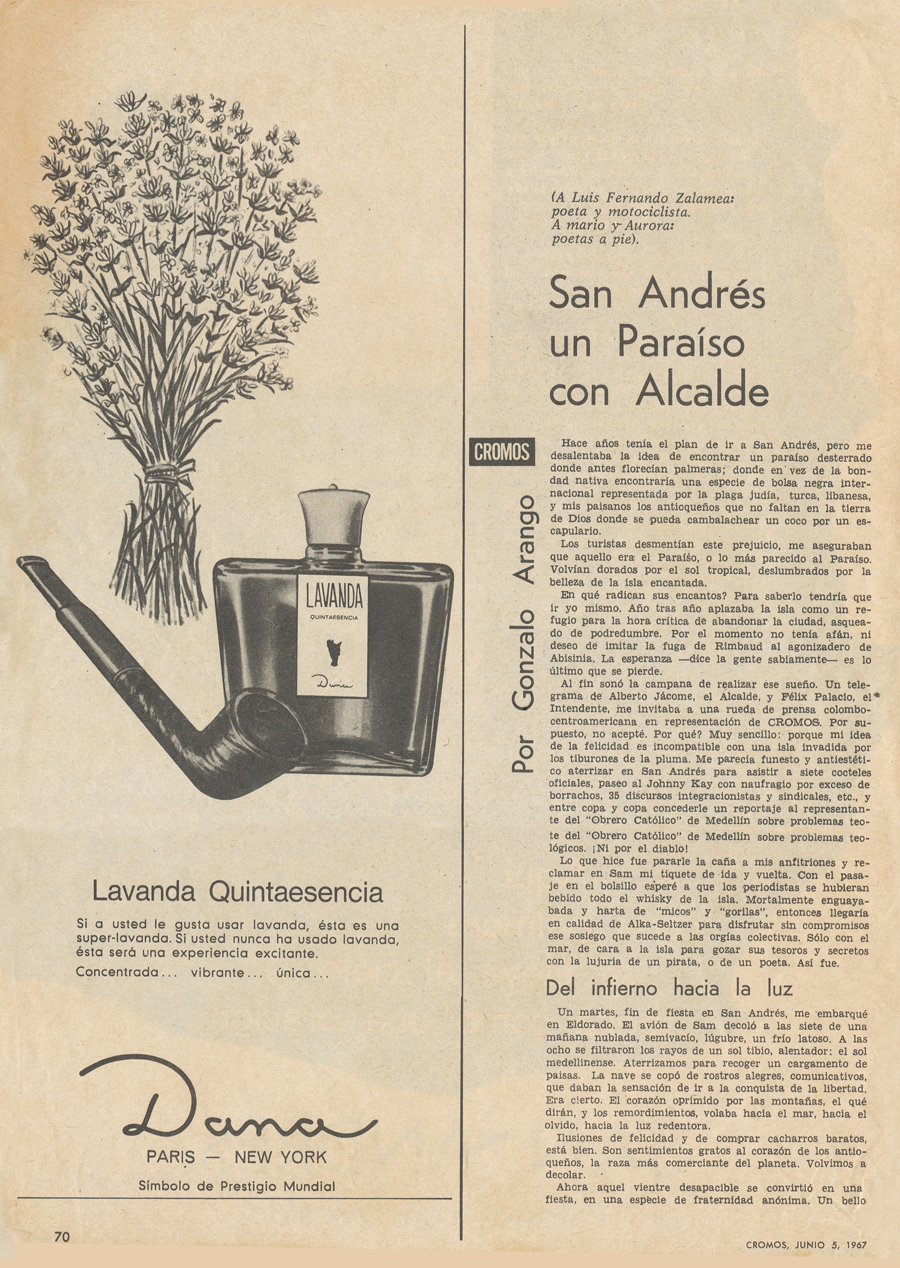 LAVANDA
QUINTAESENCIA
Dana
Lavanda Quintaesencia
Si a usted le gusta usar lavanda, ésta es una
super-lavanda. Si usted nunca ha usado lavanda,
ésta será una experiencia excitante.
Concentrada... vibrante... única...
Dana
PARIS — NEW YORK
Símbolo de Prestigio Mundial
70
(A Luis Fernando Zalamea:
poeta y motociclista.
A mario y Aurora:
poetas a pie).
San Andrés
un Paraíso
con Alcalde
CROMOS
Por Gonzalo Arango
Hace años tenía el plan de ir a San Andrés, pero me
desalentaba la idea de encontrar un paraíso desterrado
donde antes florecían palmeras; donde en vez de la bon-
dad nativa encontraría una especie de bolsa negra inter-
nacional representada por la plaga judía, turca, libanesa,
y mis paisanos los antioqueños que no faltan en la tierra
de Dios donde se pueda cambalachear un coco por un es-
capulario.
Los turistas desmentían este prejuicio, me aseguraban
que aquello era el Paraíso, o lo más parecido al Paraíso.
Volvían dorados por el sol tropical, deslumbrados por la
belleza de la isla encantada.
En qué radican sus encantos? Para saberlo tendría que
ir yo mismo. Año tras año aplazaba la isla como un re-
fugio para la hora crítica de abandonar la ciudad, asquea-
do de podredumbre. Por el momento no tenía afán, ni
deseo de imitar la fuga de Rimbaud al agonizadero de
Abisinia. La esperanza —dice la gente sabiamente— es lo
último que se pierde.
Al fin sonó la campana de realizar ese sueño. Un tele-
grama de Alberto Jácome, el Alcalde, y Félix Palacio, el
Intendente, me invitaba a una rueda de prensa colombo-
centroamericana en representación de CROMOS. Por su-
puesto, no acepté. Por qué? Muy sencillo: porque mi idea
de la felicidad es incompatible con una isla invadida por
los tiburones de la pluma. Me parecía funesto y antiestéti-
co aterrizar en San Andrés para asistir a siete cocteles
oficiales, paseo al Johnny Kay con naufragio por exceso de
borrachos, 35 discursos integracionistas y sindicales, etc., y
entre copa y copa concederle un reportaje al representan-
te del "Obrero Católico" de Medellín sobre problemas teo-
te del "Obrero Católico" de Medellín sobre problemas teo-
lógicos. ¡Ni por el diablo!
Lo que hice fue pararle la caña a mis anfitriones y re-
clamar en Sam mi tiquete de ida y vuelta. Con el pasa-
je en el bolsillo esperé a que los periodistas se hubieran
bebido todo el whisky de la isla. Mortalmente enguaya-
bada y harta de "micos" y "gorilas", entonces llegaría
en calidad de Alka-Seltzer para disfrutar sin compromisos
ese sosiego que sucede a las orgías colectivas. Sólo con el
mar, de cara a la isla para gozar sus tesoros y secretos
con la lujuria de un pirata, o de un poeta. Así fue.
Del infierno hacia la luz
Un martes, fin de fiesta en San Andrés, me embarqué
en Eldorado. El avión de Sam decoló a las siete de una
mañana nublada, semivacío, lúgubre, un frío latoso. A las
ocho se filtraron los rayos de un sol tibio, alentador: el sol
medellinense. Aterrizamos para recoger un cargamento de
paisas. La nave se copó de rostros alegres, comunicativos,
que daban la sensación de ir a la conquista de la libertad.
Era cierto. El corazón oprimido por las montañas, el qué
dirán, y los remordimientos, volaba hacia el mar, hacia el
olvido, hacia la luz redentora.
Ilusiones de felicidad y de comprar cacharros baratos,
está bien. Son sentimientos gratos al corazón de los antio-
queños, la raza más comerciante del planeta. Volvimos a
decolar.
Ahora aquel vientre desapacible se convirtió en una
fiesta, en una especie de fraternidad anónima. Un bello
CROMOS, JUNIO 5, 1967